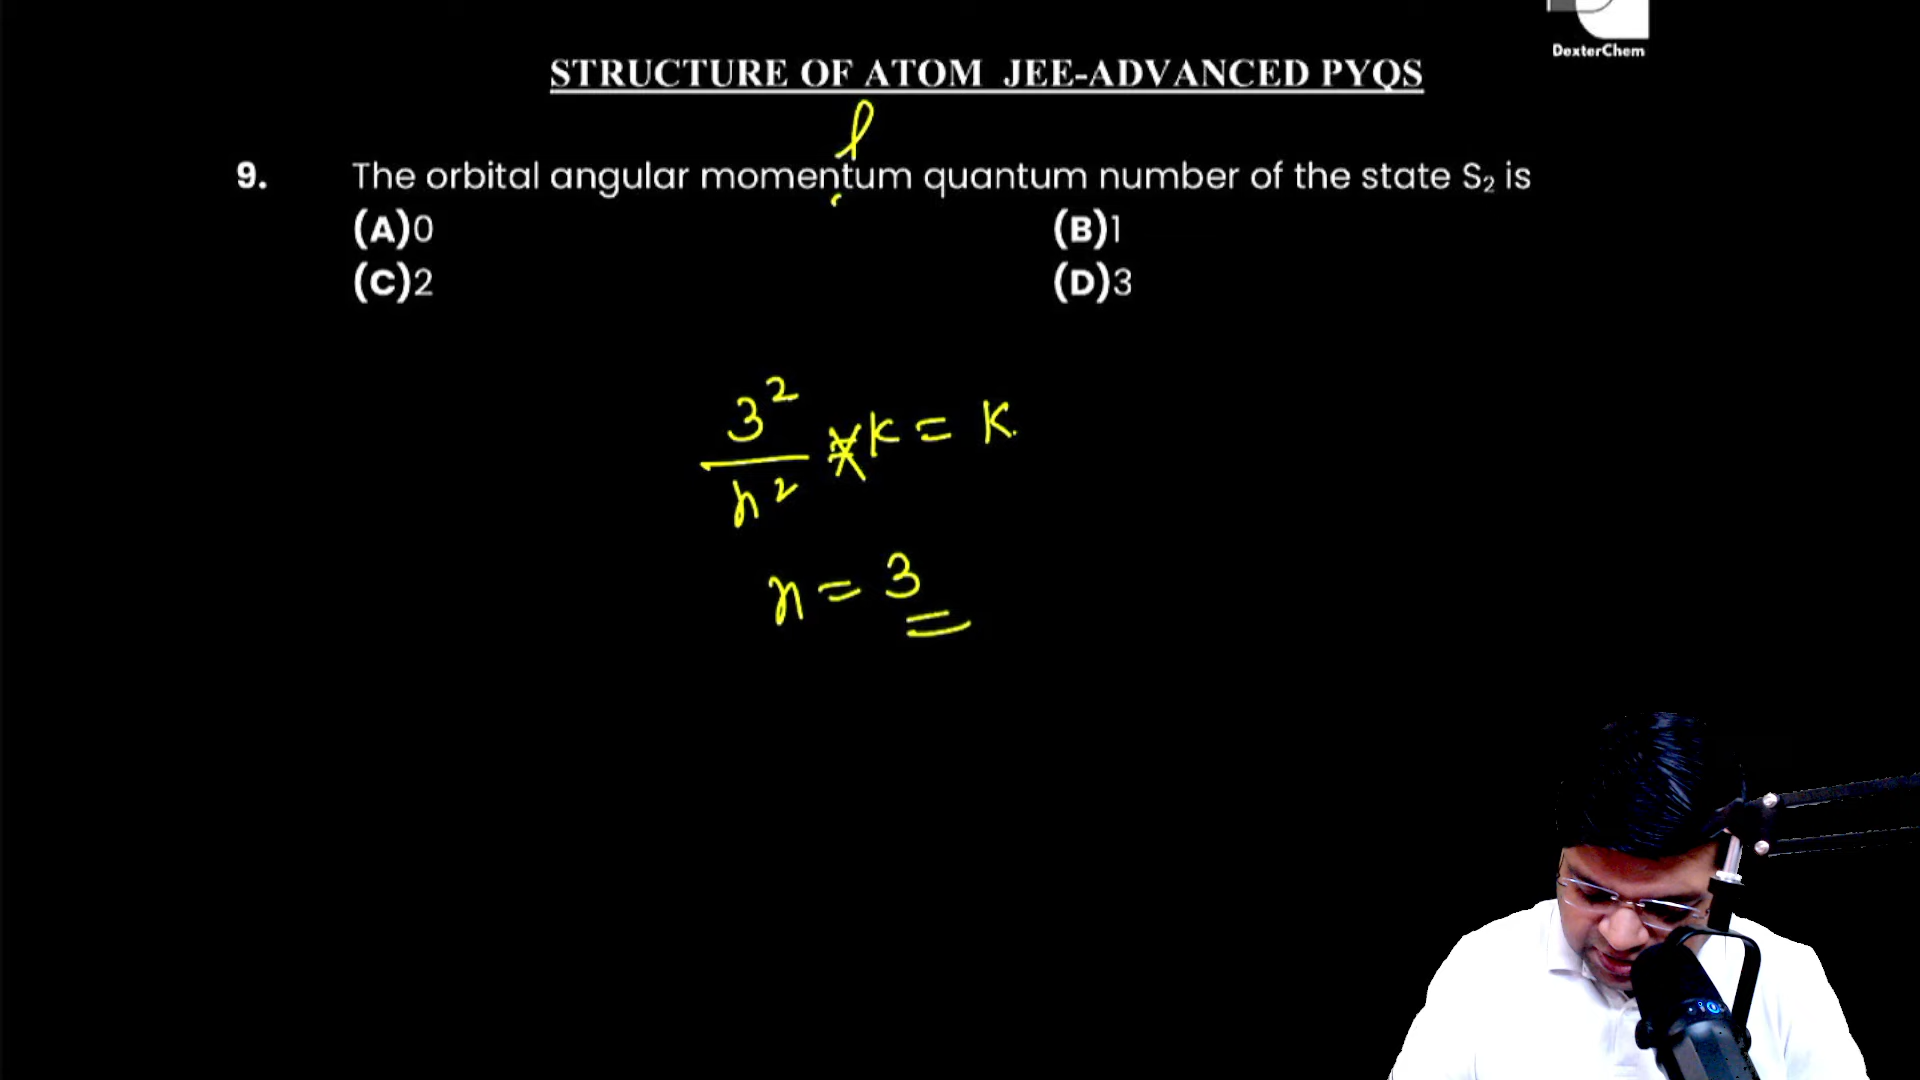 DexterChem
STRUCTURE OF ATOM JEE-ADVANCED PYQS
l
9. The orbital angular momentum quantum number of the state S₂ is
(A)0 (B)1
(C)2 (D)3
3²/n² * K = K.
n = 3